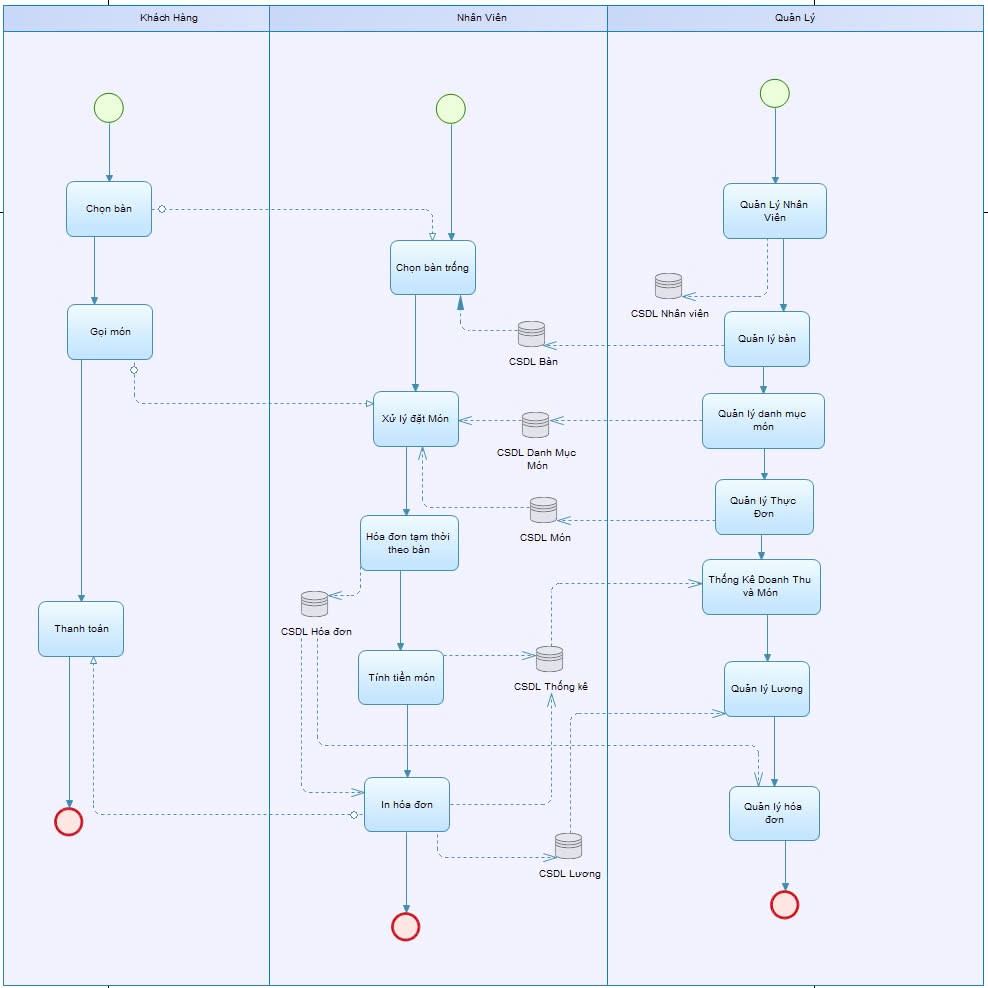 Khách Hàng
Nhân Viên
Quản Lý
Chọn bàn
Gọi món
Thanh toán
Chọn bàn trống
CSDL Bàn
Xử lý đặt Món
CSDL Danh Mục
Món
CSDL Món
Hóa đơn tạm thời
theo bàn
CSDL Hóa đơn
Tính tiền món
CSDL Thống kê
In hóa đơn
CSDL Lương
Quản Lý Nhân
Viên
CSDL Nhân viên
Quản lý bàn
Quản lý danh mục
món
Quản lý Thực
Đơn
Thống Kê Doanh Thu
và Món
Quản lý Lương
Quản lý hóa
đơn